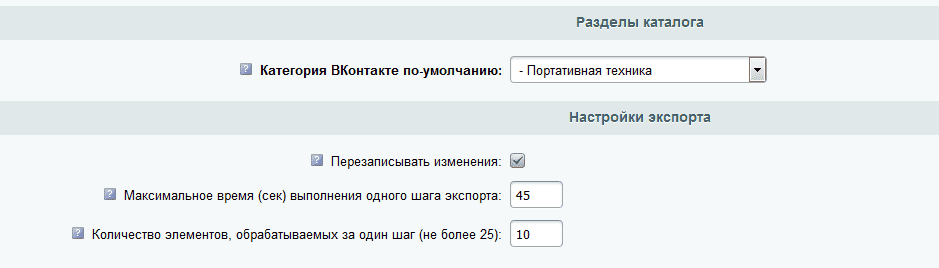 Разделы каталога
Категория ВКонтакте по-умолчанию: - Портативная техника
Настройки экспорта
Перезаписывать изменения:
Максимальное время (сек) выполнения одного шага экспорта: 45
Количество элементов, обрабатываемых за один шаг (не более 25): 10